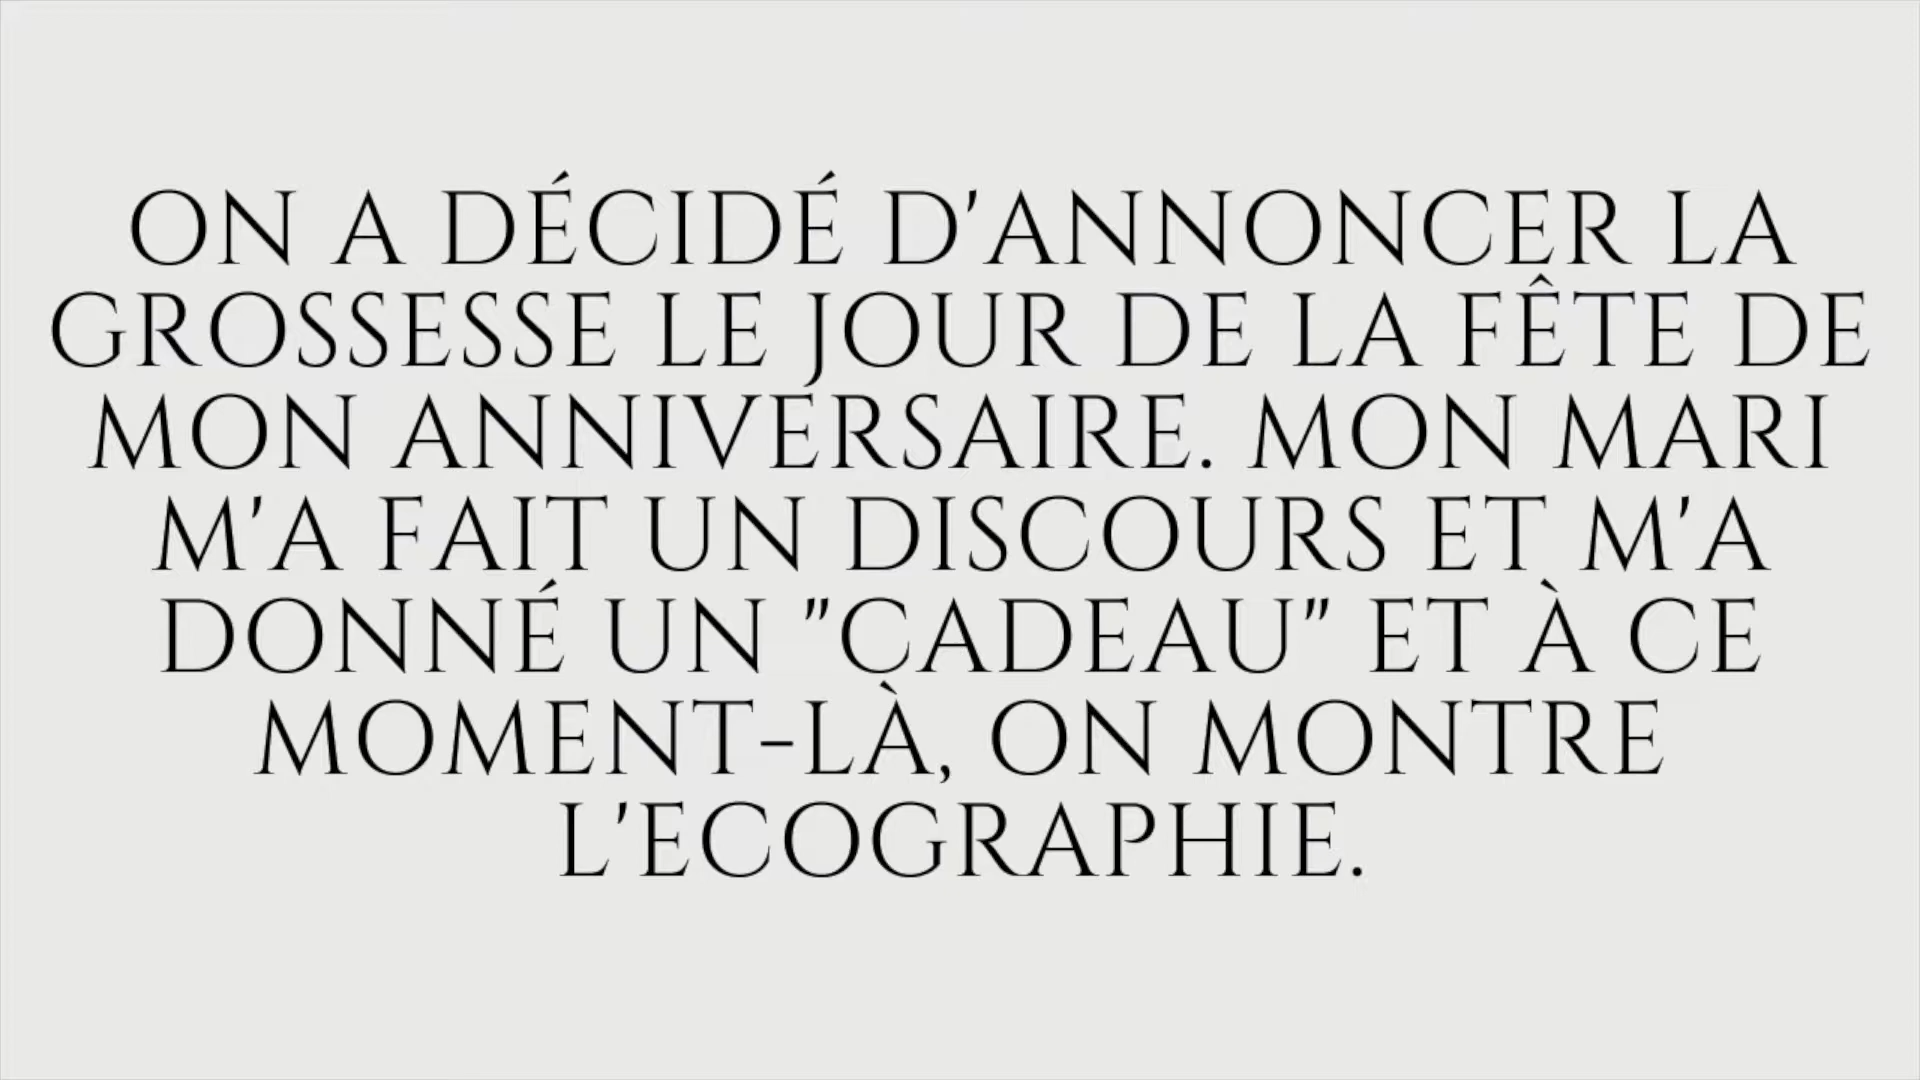 ON A DÉCIDÉ D'ANNONCER LA
GROSSESSE LE JOUR DE LA FÊTE DE
MON ANNIVERSAIRE. MON MARI
M'A FAIT UN DISCOURS ET M'A
DONNÉ UN "CADEAU" ET À CE
MOMENT-LÀ, ON MONTRE
L'ECOGRAPHIE.